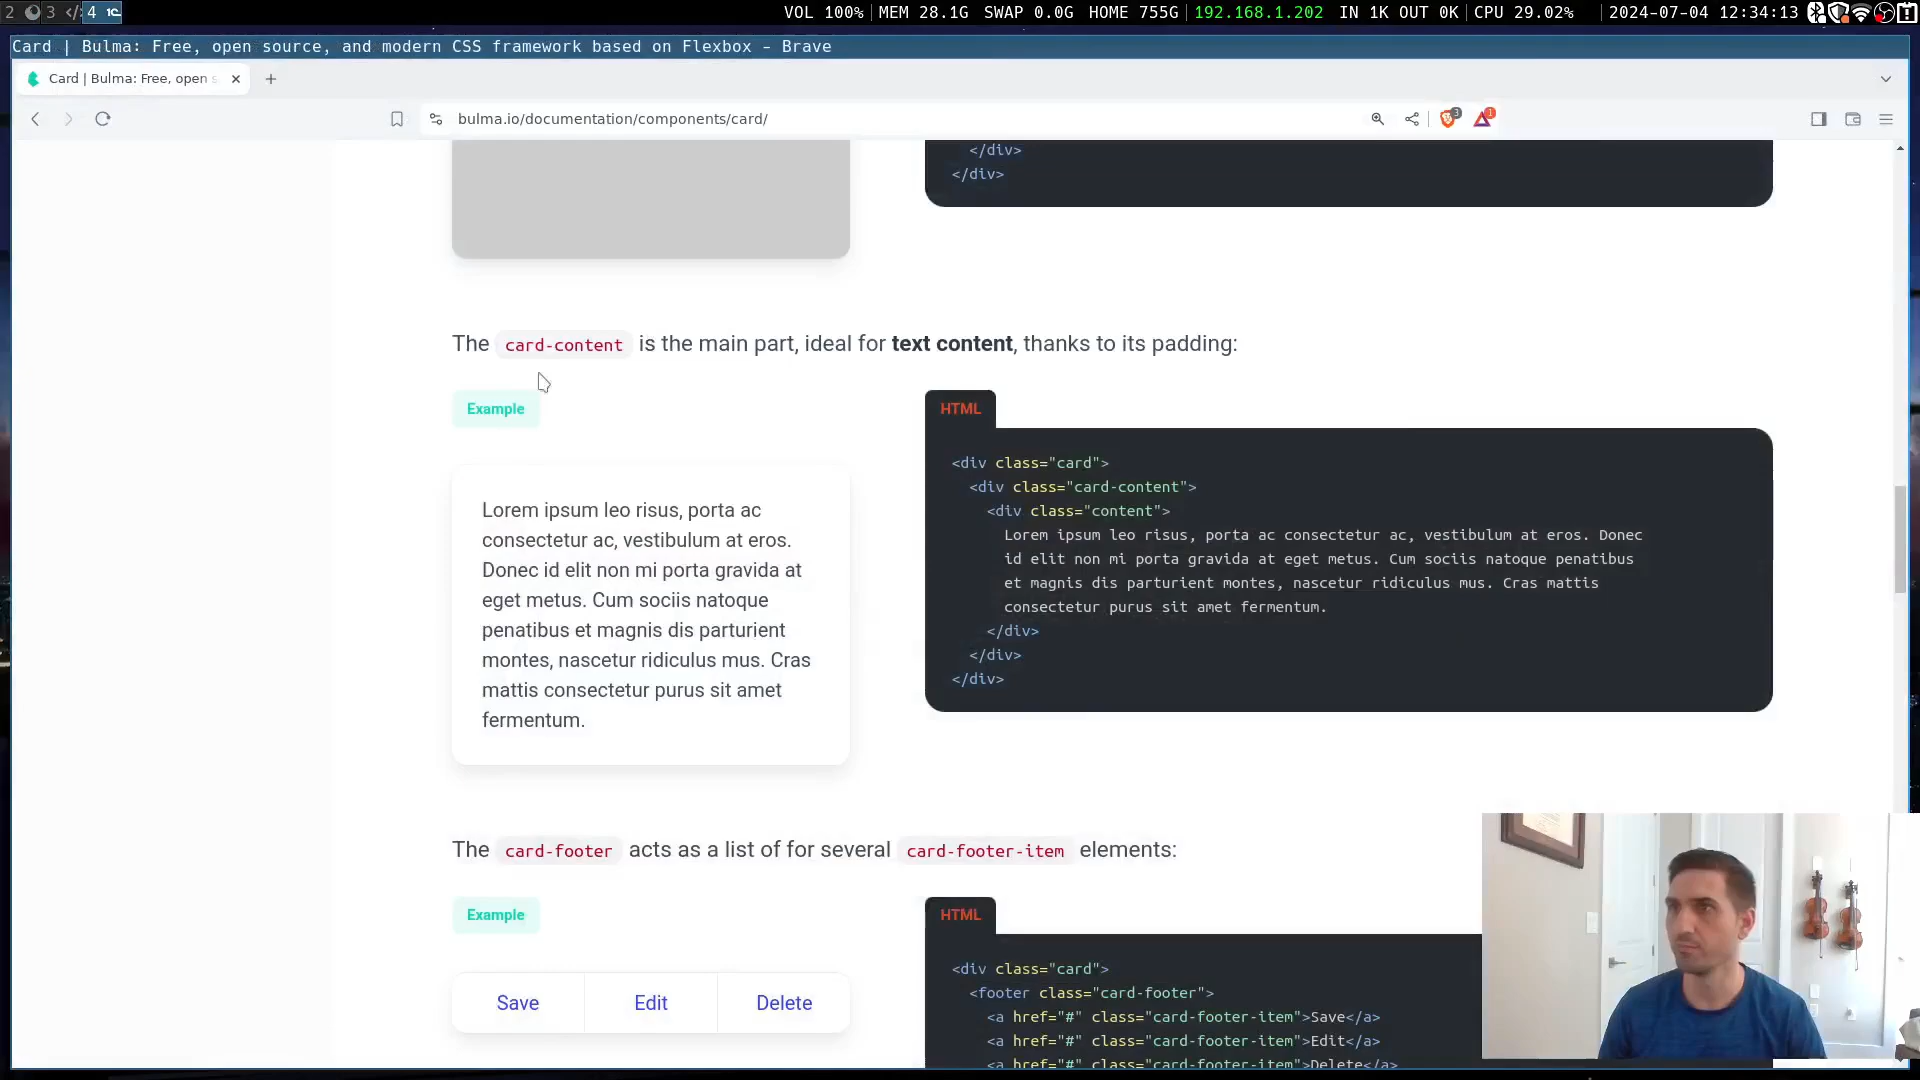 2 3 </> 4
VOL 100% MEM 28.1G SWAP 0.0G HOME 755G 192.168.1.202 IN 1K OUT 0K CPU 29.02% 2024-07-04 12:34:13
Card | Bulma: Free, open source, and modern CSS framework based on Flexbox - Brave
Card | Bulma: Free, open s
bulma.io/documentation/components/card/
3
1
</div>
</div>
The card-content is the main part, ideal for text content, thanks to its padding:
Example
HTML
Lorem ipsum leo risus, porta ac
consectetur ac, vestibulum at eros.
Donec id elit non mi porta gravida at
eget metus. Cum sociis natoque
penatibus et magnis dis parturient
montes, nascetur ridiculus mus. Cras
mattis consectetur purus sit amet
fermentum.
<div class="card">
<div class="card-content">
<div class="content">
Lorem ipsum leo risus, porta ac consectetur ac, vestibulum at eros. Donec
id elit non mi porta gravida at eget metus. Cum sociis natoque penatibus
et magnis dis parturient montes, nascetur ridiculus mus. Cras mattis
consectetur purus sit amet fermentum.
</div>
</div>
</div>
The card-footer acts as a list of for several card-footer-item elements:
Example
HTML
Save Edit Delete
<div class="card">
<footer class="card-footer">
<a href="#" class="card-footer-item">Save</a>
<a href="#" class="card-footer-item">Edit</a>
<a href="#" class="card-footer-item">Delete</a>